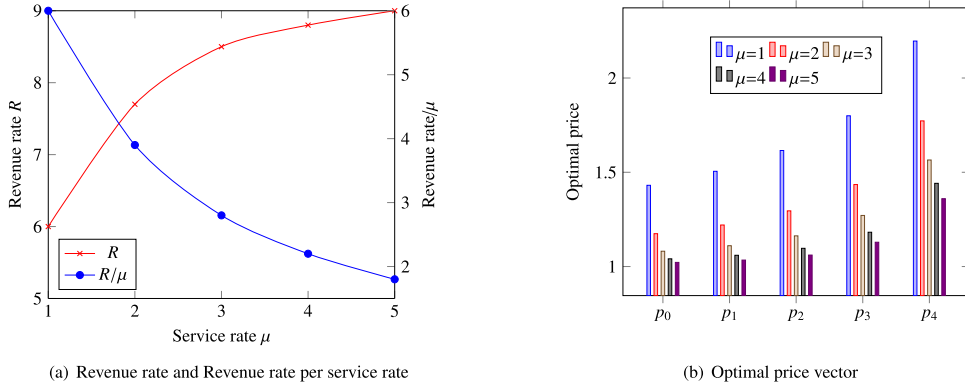 9
8
7
6
5
Revenue rate R
6
5
4
3
2
Revenue rate/μ
R
R/μ
1 2 3 4 5
Service rate μ
(a) Revenue rate and Revenue rate per service rate
2
1.5
1
Optimal price
μ=1 μ=2 μ=3
μ=4 μ=5
p₀ p₁ p₂ p₃ p₄
(b) Optimal price vector